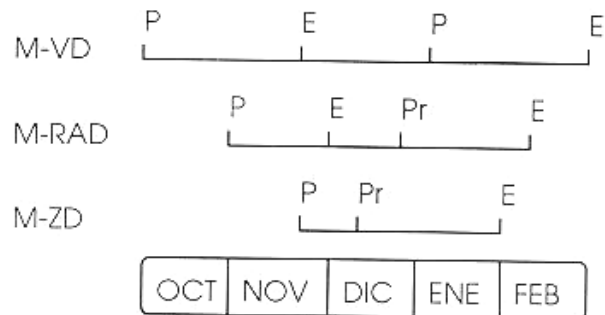 P E P E
M-VD
P E Pr E
M-RAD
P Pr E
M-ZD
OCT NOV DIC ENE FEB